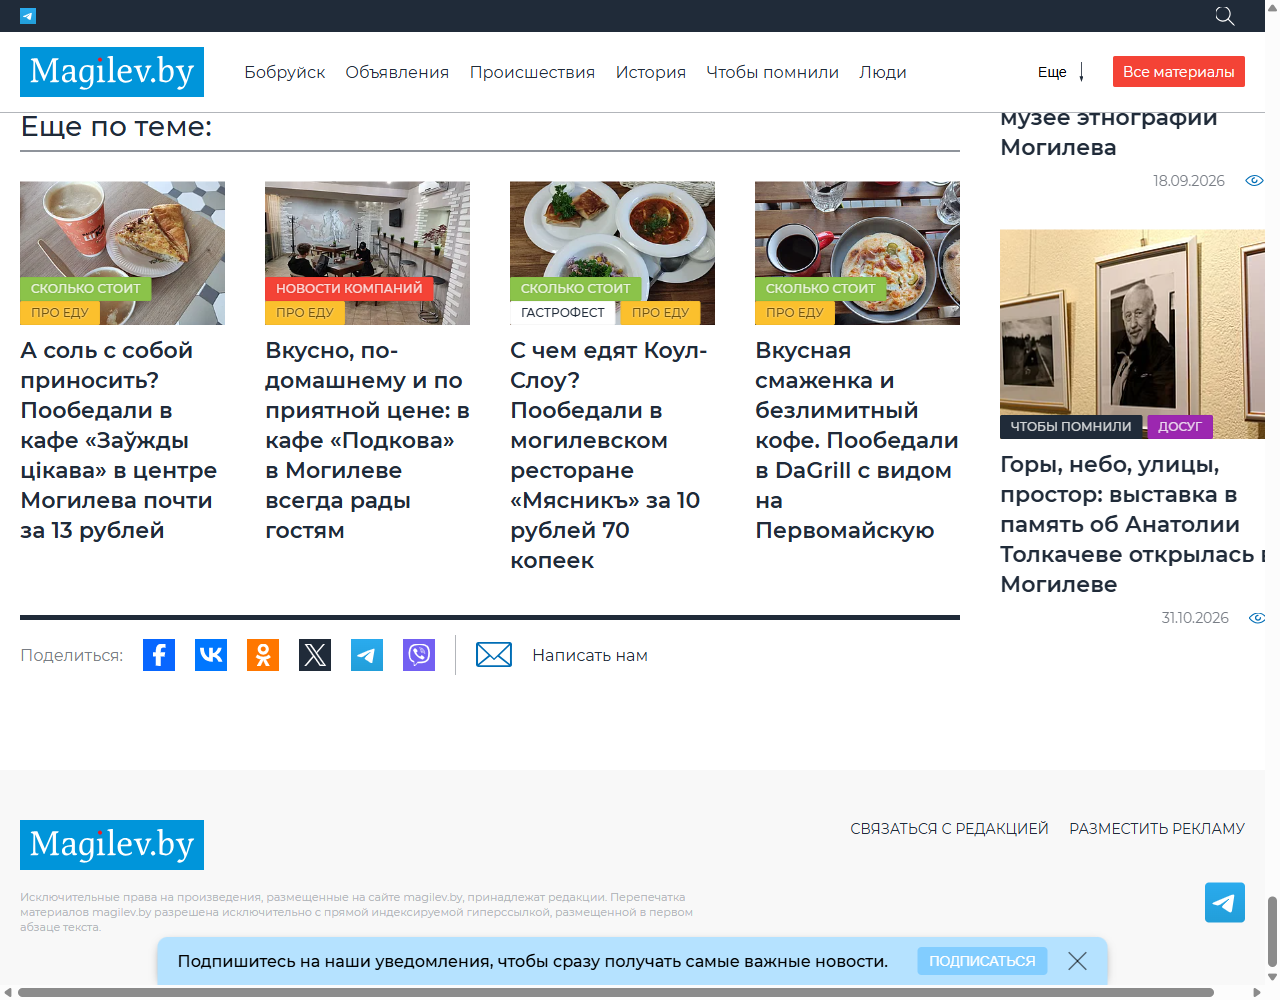 Magilev.by
Бобруйск Объявления Происшествия История Чтобы помнили Люди Еще Все материалы
Еще по теме:
СКОЛЬКО СТОИТ
ПРО ЕДУ
А соль с собой
приносить?
Пообедали в
кафе «Заўжды
цікава» в центре
Могилева почти
за 13 рублей
НОВОСТИ КОМПАНИЙ
ПРО ЕДУ
Вкусно, по-
домашнему и по
приятной цене: в
кафе «Подкова»
в Могилеве
всегда рады
гостям
СКОЛЬКО СТОИТ
ГАСТРОФЕСТ ПРО ЕДУ
С чем едят Коул-
Слоу?
Пообедали в
могилевском
ресторане
«Мясникъ» за 10
рублей 70
копеек
СКОЛЬКО СТОИТ
ПРО ЕДУ
Вкусная
смаженка и
безлимитный
кофе. Пообедали
в DaGrill с видом
на
Первомайскую
музее этнографии
Могилева
18.09.2026
ЧТОБЫ ПОМНИЛИ ДОСУГ
Горы, небо, улицы,
простор: выставка в
память об Анатолии
Толкачеве открылась в
Могилеве
31.10.2026
Поделиться: Написать нам
Magilev.by
СВЯЗАТЬСЯ С РЕДАКЦИЕЙ РАЗМЕСТИТЬ РЕКЛАМУ
Исключительные права на произведения, размещенные на сайте magilev.by, принадлежат редакции. Перепечатка
материалов magilev.by разрешена исключительно с прямой индексируемой гиперссылкой, размещенной в первом
абзаце текста.
Подпишитесь на наши уведомления, чтобы сразу получать самые важные новости. ПОДПИСАТЬСЯ